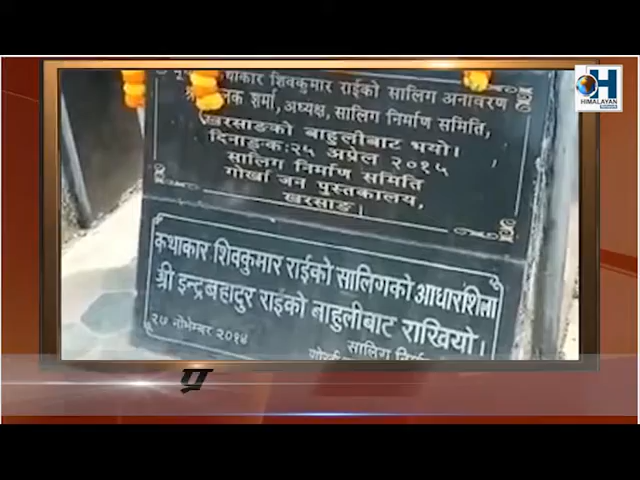 कथाकार शिवकुमार राईको सालिग अनावरण
शर्मा, अध्यक्ष, सालिग निर्माण समिति,
खरसाङको बाहुलीबाट भयो।
दिनाङ्क:२५ अप्रेल २०१५
सालिग निर्माण समिति
गोर्खा जन पुस्तकालय,
खरसाङ।
कथाकार शिवकुमार राईको सालिगको आधारशिला
श्री इन्द्रबहादुर राईको बाहुलीबाट राखियो।
२७ नोभेम्बर २०१४
सालिग
HIMALAYAN
प्र